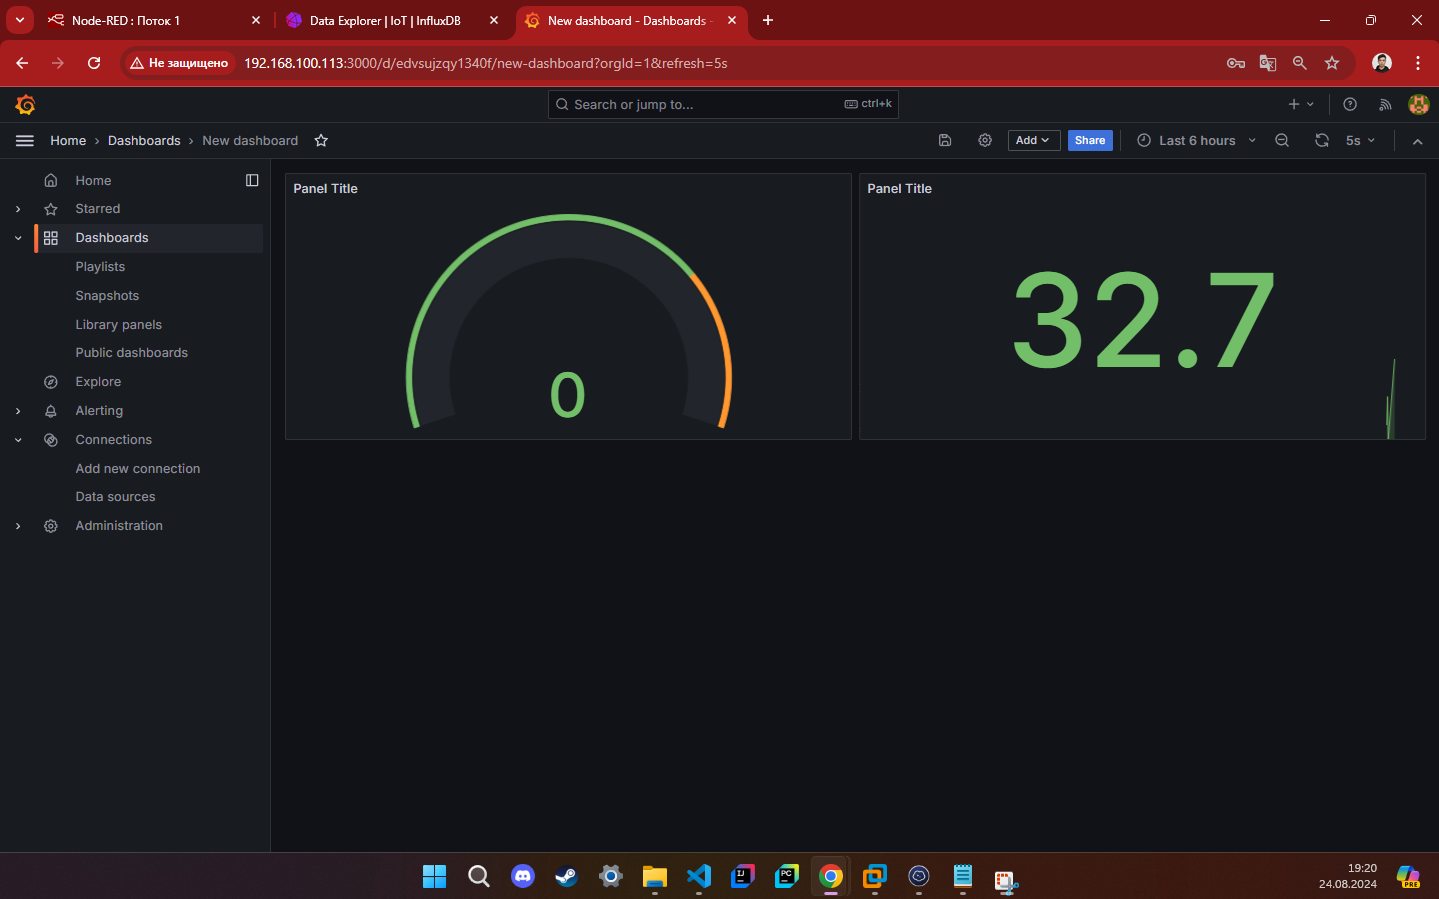 Node-RED : Поток 1
Data Explorer | IoT | InfluxDB
New dashboard - Dashboards -
Не защищено
192.168.100.113:3000/d/edvsujzqy1340f/new-dashboard?orgId=1&refresh=5s
Search or jump to...
ctrl+k
Home
Dashboards
New dashboard
Add
Share
Last 6 hours
5s
Home
Starred
Dashboards
Playlists
Snapshots
Library panels
Public dashboards
Explore
Alerting
Connections
Add new connection
Data sources
Administration
Panel Title
0
Panel Title
32.7
IJ
PC
19:20
24.08.2024
PRE